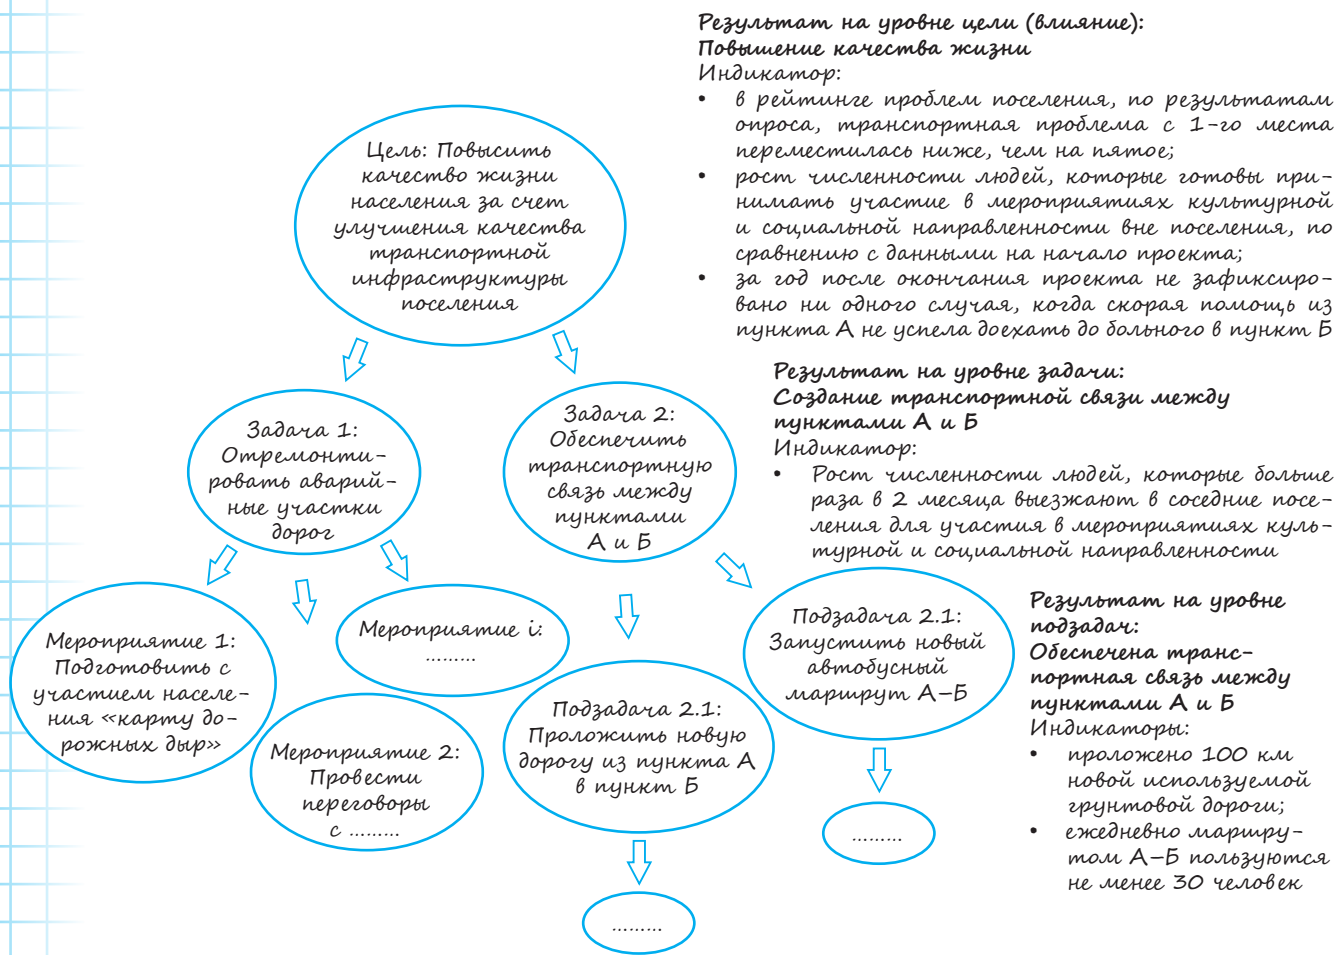 Результат на уровне цели (влияние):
Повышение качества жизни
Индикатор:
• в рейтинге проблем поселения, по результатам
опроса, транспортная проблема с 1-го места
переместилась ниже, чем на пятое;
• рост численности людей, которые готовы при-
нимать участие в мероприятиях культурной
и социальной направленности вне поселения, по
сравнению с данными на начало проекта;
• за год после окончания проекта не зафиксиро-
вано ни одного случая, когда скорая помощь из
пункта А не успела доехать до больного в пункт Б
Цель: Повысить
качество жизни
населения за счет
улучшения качества
транспортной
инфраструктуры
поселения
Результат на уровне задачи:
Создание транспортной связи между
пунктами А и Б
Индикатор:
• Рост численности людей, которые больше
раза в 2 месяца выезжают в соседние посе-
ления для участия в мероприятиях куль-
турной и социальной направленности
Задача 1:
Отремонти-
ровать аварий-
ные участки
дорог
Задача 2:
Обеспечить
транспортную
связь между
пунктами
А и Б
Результат на уровне
подзадач:
Обеспечена транс-
портная связь между
пунктами А и Б
Индикаторы:
• проложено 100 км
новой используемой
грунтовой дороги;
• ежедневно маршру-
том А–Б пользуются
не менее 30 человек
Мероприятие 1:
Подготовить с
участием населе-
ния «карту до-
рожных дыр»
Мероприятие i:
.........
Мероприятие 2:
Провести
переговоры
с .........
Подзадача 2.1:
Проложить новую
дорогу из пункта А
в пункт Б
Подзадача 2.1:
Запустить новый
автобусный
маршрут А–Б
.........
.........